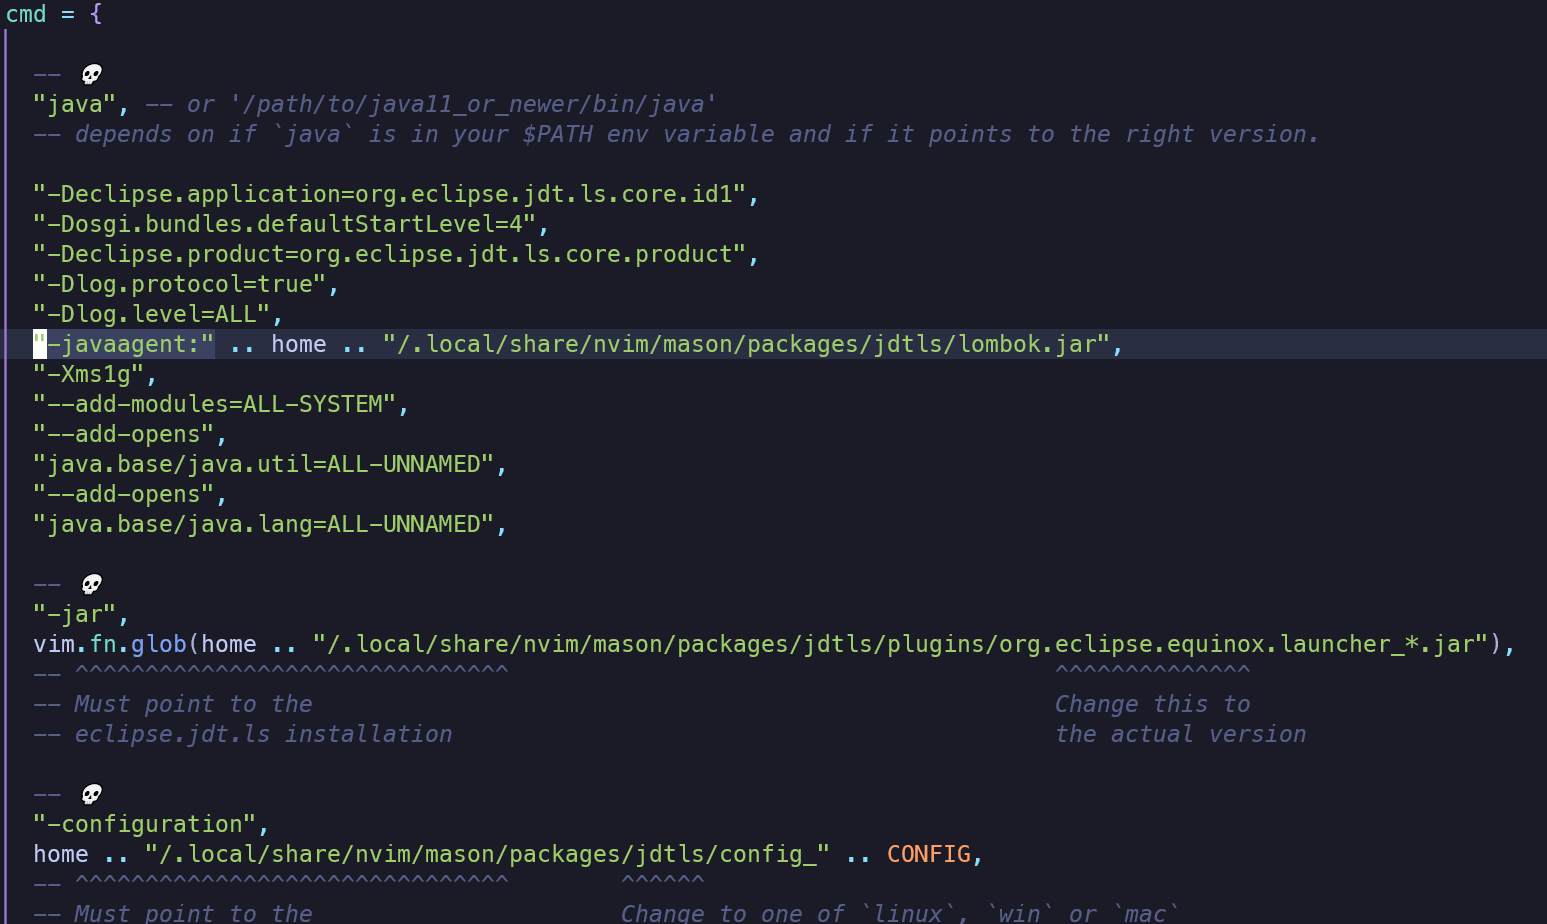 cmd = {
-- 💀
"java", -- or '/path/to/java11_or_newer/bin/java'
-- depends on if `java` is in your $PATH env variable and if it points to the right version.
"-Declipse.application=org.eclipse.jdt.ls.core.id1",
"-Dosgi.bundles.defaultStartLevel=4",
"-Declipse.product=org.eclipse.jdt.ls.core.product",
"-Dlog.protocol=true",
"-Dlog.level=ALL",
"-javaagent:" .. home .. "/.local/share/nvim/mason/packages/jdtls/lombok.jar",
"-Xms1g",
"--add-modules=ALL-SYSTEM",
"--add-opens",
"java.base/java.util=ALL-UNNAMED",
"--add-opens",
"java.base/java.lang=ALL-UNNAMED",
-- 💀
"-jar",
vim.fn.glob(home .. "/.local/share/nvim/mason/packages/jdtls/plugins/org.eclipse.equinox.launcher_*.jar"),
-- ^^^^^^^^^^^^^^^^^^^^^^^^^^^^^^^                                       ^^^^^^^^^^^^^^
-- Must point to the                                                     Change this to
-- eclipse.jdt.ls installation                                           the actual version
-- 💀
"-configuration",
home .. "/.local/share/nvim/mason/packages/jdtls/config_" .. CONFIG,
-- ^^^^^^^^^^^^^^^^^^^^^^^^^^^^^^^        ^^^^^^
-- Must point to the                      Change to one of `linux`, `win` or `mac`